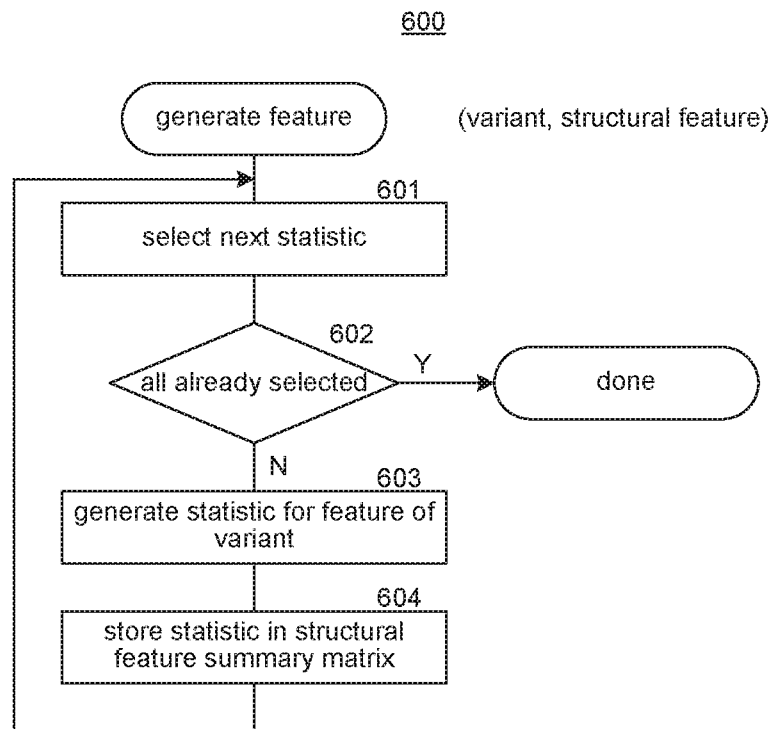 600
generate feature
(variant, structural feature)
601
select next statistic
602
all already selected
Y
done
N
603
generate statistic for feature of
variant
604
store statistic in structural
feature summary matrix